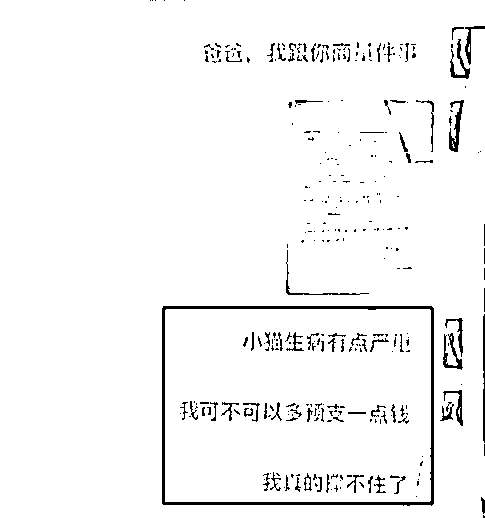 爸爸，我跟你商量件事
小猫生病有点严重
我可不可以多预支一点钱
我真的撑不住了